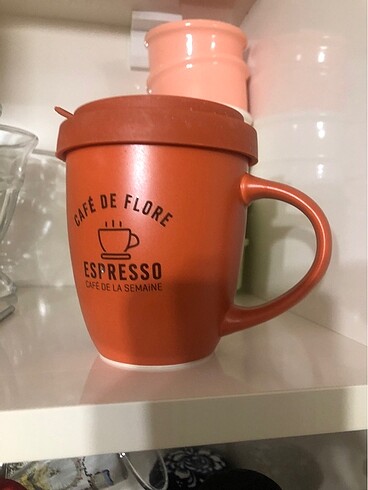 CAFÉ DE FLORE
ESPRESSO
CAFÉ DE LA SEMAINE